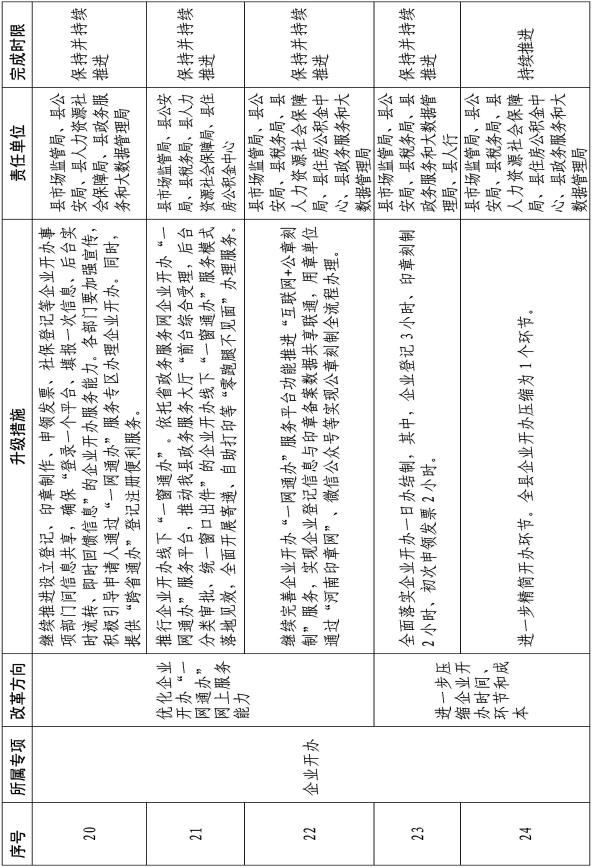 序号
所属专项
改革方向
升级措施
责任单位
完成时限
企业开办
优化企业
开办“一
网通办”
网上服务
能力
20
继续推进设立登记、印章制作、申领发票、社保登记等企业开办事
项部门间信息共享，确保“登录一个平台、填报一次信息、后台实
时流转、即时回馈信息”的企业开办服务能力。各部门要加强宣传，
积极引导申请人通过“一网通办”服务专区办理企业开办。同时，
提供“跨省通办”登记注册便利服务。
县市场监管局、县公
安局、县人力资源社
会保障局、县政务服
务和大数据管理局
保持并持续
推进
21
推行企业开办线下“一窗通办”。依托省政务服务网企业开办“一
网通办”服务平台，推动我县政务服务大厅“前台综合受理，后台
分类审批、统一窗口出件”的企业开办线下“一窗通办”服务模式
落地见效，全面开展寄递、自助打印等“零跑腿不见面”办理服务。
县市场监管局、县公安
局、县税务局、县人力
资源社会保障局、县住
房公积金中心
保持并持续
推进
22
继续完善企业开办“一网通办”服务平台功能推进“互联网+公章刻
制”服务，实现企业登记信息与印章备案数据共享联通，用章单位
通过“河南印章网”、微信公众号等实现公章刻制全流程办理。
县市场监管局、县公
安局、县税务局、县
人力资源社会保障
局、县住房公积金中
心、县政务服务和大
数据管理局
保持并持续
推进
进一步压
缩企业开
办时间、
环节和成
本
23
全面落实企业开办一日办结制，其中，企业登记3小时、印章刻制
2小时、初次申领发票2小时。
县市场监管局、县公
安局、县税务局、县
政务服务和大数据管
理局、县人行
保持并持续
推进
24
进一步精简开办环节。全县企业开办压缩为1个环节。
县市场监管局、县公
安局、县税务局、县
人力资源社会保障
局、县住房公积金中
心、县政务服务和大
数据管理局
持续推进